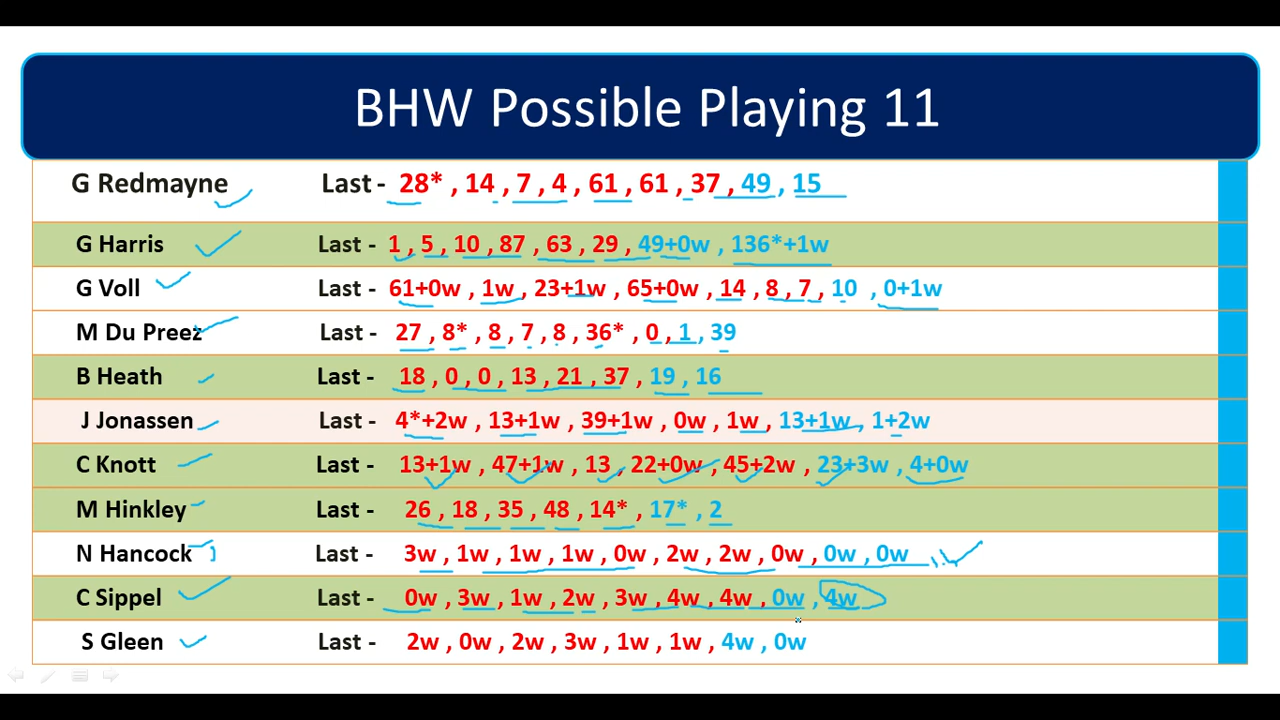 BHW Possible Playing 11
G Redmayne Last - 28* , 14 , 7 , 4 , 61 , 61 , 37 , 49 , 15
G Harris Last - 1 , 5 , 10 , 87 , 63 , 29 , 49+0w , 136*+1w
G Voll Last - 61+0w , 1w , 23+1w , 65+0w , 14 , 8 , 7 , 10 , 0+1w
M Du Preez Last - 27 , 8* , 8 , 7 , 8 , 36* , 0 , 1 , 39
B Heath Last - 18 , 0 , 0 , 13 , 21 , 37 , 19 , 16
J Jonassen Last - 4*+2w , 13+1w , 39+1w , 0w , 1w , 13+1w , 1+2w
C Knott Last - 13+1w , 47+1w , 13 , 22+0w , 45+2w , 23+3w , 4+0w
M Hinkley Last - 26 , 18 , 35 , 48 , 14* , 17* , 2
N Hancock Last - 3w , 1w , 1w , 1w , 0w , 2w , 2w , 0w , 0w , 0w
C Sippel Last - 0w , 3w , 1w , 2w , 3w , 4w , 4w , 0w , 4w
S Gleen Last - 2w , 0w , 2w , 3w , 1w , 1w , 4w , 0w